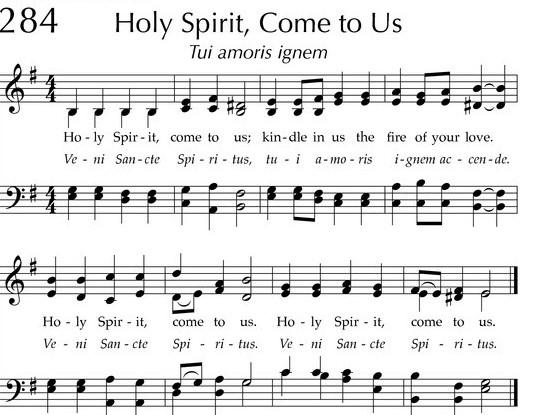 284 Holy Spirit, Come to Us
Tui amoris ignem
Ho - ly Spir - it, come to us; kin - dle in us the fire of your love.
Ve - ni San - cte Spi - ri - tus, tu - i a - mo - ris i - gnem ac - cen - de.
Ho - ly Spir - it, come to us. Ho - ly Spir - it, come to us.
Ve - ni San - cte Spi - ri - tus. Ve - ni San - cte Spi - ri - tus.